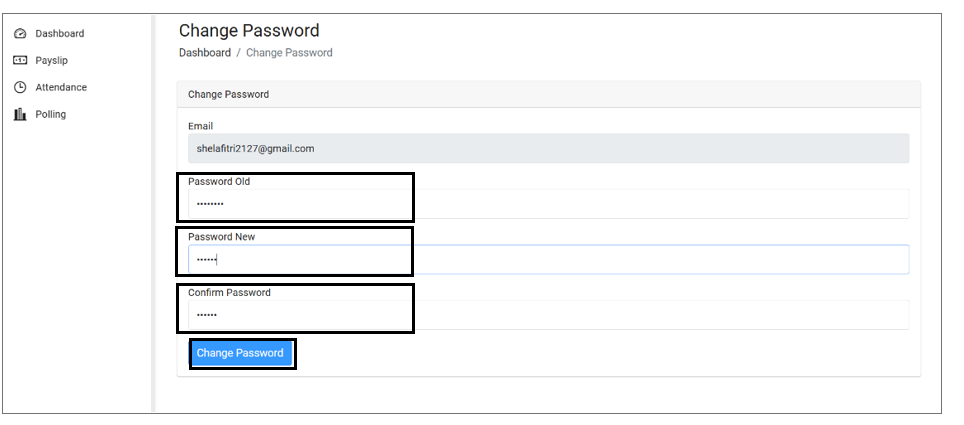 Dashboard
Payslip
Attendance
Polling
Change Password
Dashboard / Change Password
Change Password
Email
shelafitri2127@gmail.com
Password Old
••••••••
Password New
••••••
Confirm Password
••••••
Change Password